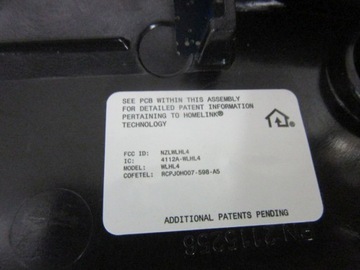 SEE PCB WITHIN THIS ASSEMBLY
FOR DETAILED PATENT INFORMATION
PERTAINING TO HOMELINK®
TECHNOLOGY
FCC ID: NZLWLHL4
IC: 4112A-WLHL4
MODEL: WLHL4
COFETEL: RCPJOHO07-598-A5
ADDITIONAL PATENTS PENDING